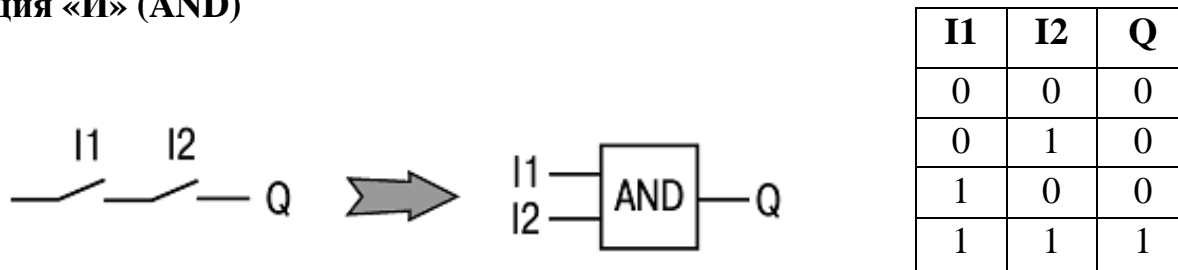 «И» (AND)
I1 I2 Q
I1 I2 Q
I1 I2 AND Q
0 0 0
0 1 0
1 0 0
1 1 1